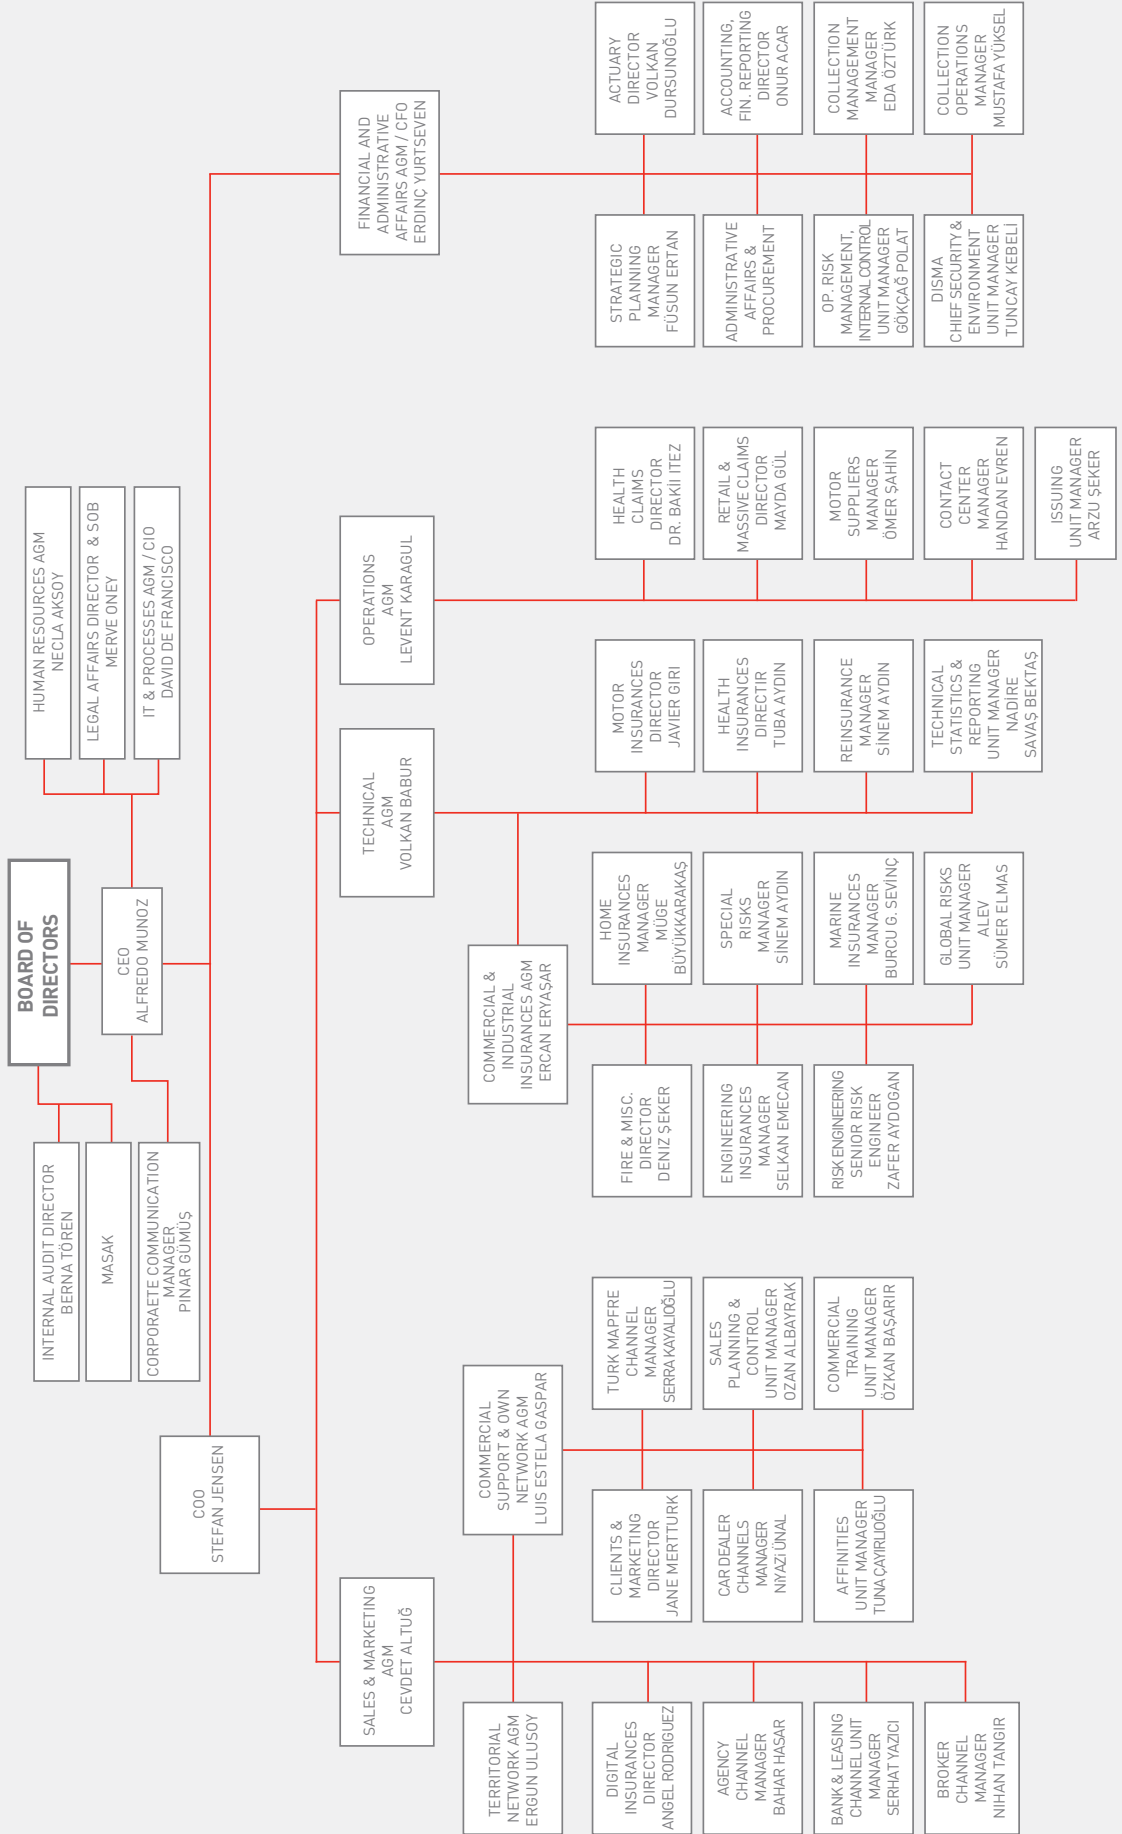 BOARD OF
DIRECTORS
INTERNAL AUDIT DIRECTOR
BERNA TÖREN
MASAK
CORPORAETE COMMUNICATION
MANAGER
PINAR GÜMÜŞ
CEO
ALFREDO MUNOZ
HUMAN RESOURCES AGM
NECLA AKSOY
LEGAL AFFAIRS DIRECTOR & SOB
MERVE ONEY
IT & PROCESSES AGM / CIO
DAVID DE FRANCISCO
COO
STEFAN JENSEN
SALES & MARKETING
AGM
CEVDET ALTUĞ
TECHNICAL
AGM
VOLKAN BABUR
OPERATIONS
AGM
LEVENT KARAGUL
FINANCIAL AND
ADMINISTRATIVE
AFFAIRS AGM / CFO
ERDINÇ YURTSEVEN
TERRITORIAL
NETWORK AGM
ERGUN ULUSOY
COMMERCIAL
SUPPORT & OWN
NETWORK AGM
LUIS ESTELA GASPAR
COMMERCIAL &
INDUSTRIAL
INSURANCES AGM
ERCAN ERYAŞAR
DIGITAL
INSURANCES
DIRECTOR
ANGEL RODRIGUEZ
CLIENTS &
MARKETING
DIRECTOR
JANE MERTTURK
TURK MAPFRE
CHANNEL
MANAGER
SERRA KAYALIOĞLU
FIRE & MISC.
DIRECTOR
DENIZ ŞEKER
HOME
INSURANCES
MANAGER
MÜGE
BÜYÜKKARAKAŞ
MOTOR
INSURANCES
DIRECTOR
JAVIER GIRI
HEALTH
CLAIMS
DIRECTOR
DR. BAKİİ ITEZ
STRATEGIC
PLANNING
MANAGER
FÜSUN ERTAN
ACTUARY
DIRECTOR
VOLKAN
DURSUNOĞLU
AGENCY
CHANNEL
MANAGER
BAHAR HASAR
CAR DEALER
CHANNELS
MANAGER
NİYAZİ ÜNAL
SALES
PLANNING &
CONTROL
UNIT MANAGER
OZAN ALBAYRAK
ENGINEERING
INSURANCES
MANAGER
SELKAN EMECAN
SPECIAL
RISKS
MANAGER
SİNEM AYDIN
HEALTH
INSURANCES
DIRECTIR
TUBA AYDIN
RETAIL &
MASSIVE CLAIMS
DIRECTOR
MAYDA GÜL
ADMINISTRATIVE
AFFAIRS &
PROCUREMENT
ACCOUNTING,
FIN. REPORTING
DIRECTOR
ONUR ACAR
BANK & LEASING
CHANNEL UNIT
MANAGER
SERHAT YAZICI
AFFINITIES
UNIT MANAGER
TUNA ÇAYIRLIOĞLU
COMMERCIAL
TRAINING
UNIT MANAGER
ÖZKAN BAŞARIR
RISK ENGINEERING
SENIOR RISK
ENGINEER
ZAFER AYDOGAN
MARINE
INSURANCES
MANAGER
BURCU G. SEVİNÇ
REINSURANCE
MANAGER
SİNEM AYDIN
MOTOR
SUPPLIERS
MANAGER
ÖMER ŞAHİN
OP. RISK
MANAGEMENT,
INTERNAL CONTROL
UNIT MANAGER
GÖKÇAĞ POLAT
COLLECTION
MANAGEMENT
MANAGER
EDA ÖZTÜRK
BROKER
CHANNEL
MANAGER
NIHAN TANGIR
GLOBAL RISKS
UNIT MANAGER
ALEV
SÜMER ELMAS
TECHNICAL
STATISTICS &
REPORTING
UNIT MANAGER
NADİRE
SAVAŞ BEKTAŞ
CONTACT
CENTER
MANAGER
HANDAN EVREN
DISMA
CHIEF SECURITY &
ENVIRONMENT
UNIT MANAGER
TUNCAY KEBELİ
COLLECTION
OPERATIONS
MANAGER
MUSTAFA YÜKSEL
ISSUING
UNIT MANAGER
ARZU ŞEKER